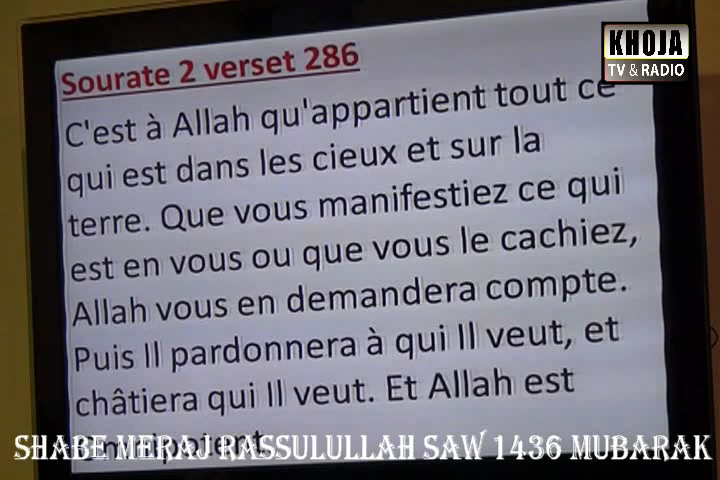 KHOJA
TV & RADIO
Sourate 2 verset 286
C'est à Allah qu'appartient tout ce
qui est dans les cieux et sur la
terre. Que vous manifestiez ce qui
est en vous ou que vous le cachiez,
Allah vous en demandera compte.
Puis Il pardonnera à qui Il veut, et
châtiera qui Il veut. Et Allah est
SHABE MERAJ RASSULULLAH SAW 1436 MUBARAK